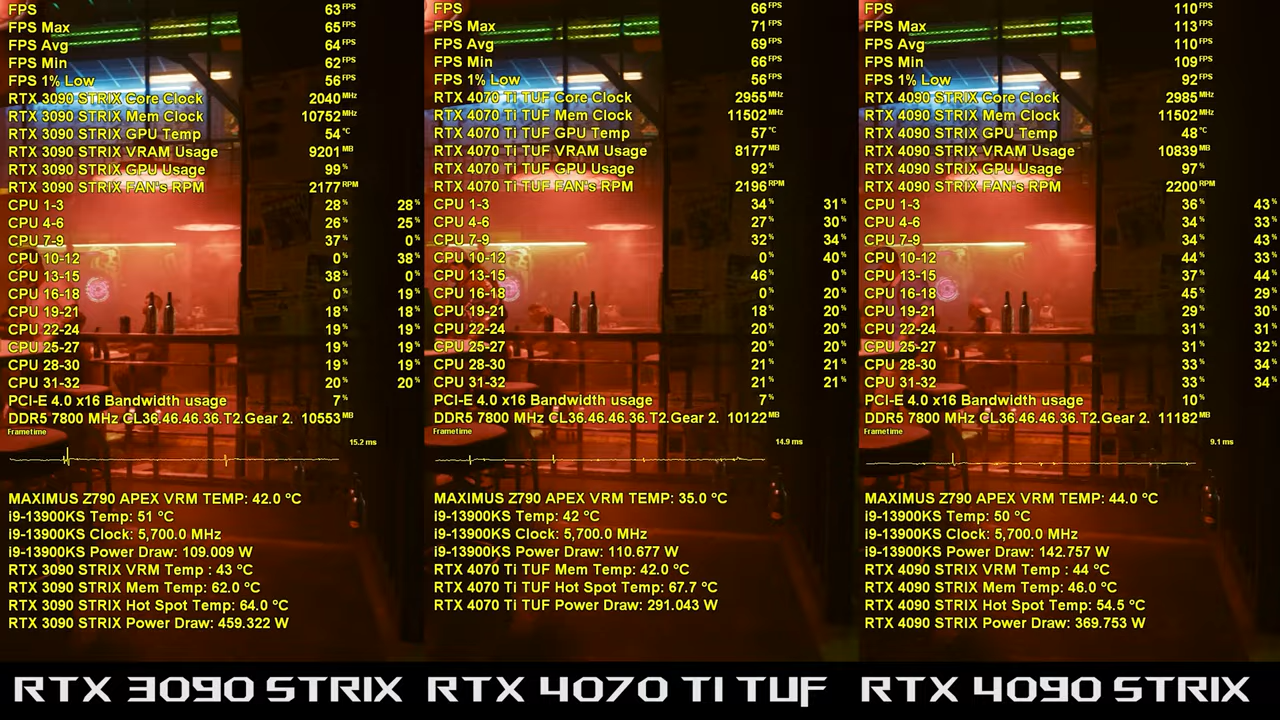 FPS 63 FPS
FPS Max 65 FPS
FPS Avg 64 FPS
FPS Min 62 FPS
FPS 1% Low 56 FPS
RTX 3090 STRIX Core Clock 2040 MHz
RTX 3090 STRIX Mem Clock 10752 MHz
RTX 3090 STRIX GPU Temp 54 °C
RTX 3090 STRIX VRAM Usage 9201 MB
RTX 3090 STRIX GPU Usage 99 %
RTX 3090 STRIX FAN's RPM 2177 RPM
CPU 1-3 28 % 28 %
CPU 4-6 26 % 25 %
CPU 7-9 37 % 0 %
CPU 10-12 0 % 38 %
CPU 13-15 38 % 0 %
CPU 16-18 0 % 19 %
CPU 19-21 18 % 18 %
CPU 22-24 19 % 19 %
CPU 25-27 19 % 19 %
CPU 28-30 19 % 19 %
CPU 31-32 20 % 20 %
PCI-E 4.0 x16 Bandwidth usage 7 %
DDR5 7800 MHz CL36.46.46.36.T2.Gear 2. 10553 MB
Frametime
15.2 ms
MAXIMUS Z790 APEX VRM TEMP: 42.0 °C
i9-13900KS Temp: 51 °C
i9-13900KS Clock: 5,700.0 MHz
i9-13900KS Power Draw: 109.009 W
RTX 3090 STRIX VRM Temp : 43 °C
RTX 3090 STRIX Mem Temp: 62.0 °C
RTX 3090 STRIX Hot Spot Temp: 64.0 °C
RTX 3090 STRIX Power Draw: 459.322 W
RTX 3090 STRIX
FPS 66 FPS
FPS Max 71 FPS
FPS Avg 69 FPS
FPS Min 66 FPS
FPS 1% Low 56 FPS
RTX 4070 Ti TUF Core Clock 2955 MHz
RTX 4070 Ti TUF Mem Clock 11502 MHz
RTX 4070 Ti TUF GPU Temp 57 °C
RTX 4070 Ti TUF VRAM Usage 8177 MB
RTX 4070 Ti TUF GPU Usage 92 %
RTX 4070 Ti TUF FAN's RPM 2196 RPM
CPU 1-3 34 % 31 %
CPU 4-6 27 % 30 %
CPU 7-9 32 % 34 %
CPU 10-12 0 % 40 %
CPU 13-15 46 % 0 %
CPU 16-18 0 % 20 %
CPU 19-21 18 % 20 %
CPU 22-24 20 % 20 %
CPU 25-27 20 % 20 %
CPU 28-30 21 % 21 %
CPU 31-32 21 % 21 %
PCI-E 4.0 x16 Bandwidth usage 7 %
DDR5 7800 MHz CL36.46.46.36.T2.Gear 2. 10122 MB
Frametime
14.9 ms
MAXIMUS Z790 APEX VRM TEMP: 35.0 °C
i9-13900KS Temp: 42 °C
i9-13900KS Clock: 5,700.0 MHz
i9-13900KS Power Draw: 110.677 W
RTX 4070 Ti TUF Mem Temp: 42.0 °C
RTX 4070 Ti TUF Hot Spot Temp: 67.7 °C
RTX 4070 Ti TUF Power Draw: 291.043 W
RTX 4070 TI TUF
FPS 110 FPS
FPS Max 113 FPS
FPS Avg 110 FPS
FPS Min 109 FPS
FPS 1% Low 92 FPS
RTX 4090 STRIX Core Clock 2985 MHz
RTX 4090 STRIX Mem Clock 11502 MHz
RTX 4090 STRIX GPU Temp 48 °C
RTX 4090 STRIX VRAM Usage 10839 MB
RTX 4090 STRIX GPU Usage 97 %
RTX 4090 STRIX FAN's RPM 2200 RPM
CPU 1-3 36 % 43 %
CPU 4-6 34 % 33 %
CPU 7-9 34 % 43 %
CPU 10-12 44 % 33 %
CPU 13-15 37 % 44 %
CPU 16-18 45 % 29 %
CPU 19-21 29 % 30 %
CPU 22-24 31 % 31 %
CPU 25-27 31 % 32 %
CPU 28-30 33 % 34 %
CPU 31-32 33 % 34 %
PCI-E 4.0 x16 Bandwidth usage 10 %
DDR5 7800 MHz CL36.46.46.36.T2.Gear 2. 11182 MB
Frametime
9.1 ms
MAXIMUS Z790 APEX VRM TEMP: 44.0 °C
i9-13900KS Temp: 50 °C
i9-13900KS Clock: 5,700.0 MHz
i9-13900KS Power Draw: 142.757 W
RTX 4090 STRIX VRM Temp : 44 °C
RTX 4090 STRIX Mem Temp: 46.0 °C
RTX 4090 STRIX Hot Spot Temp: 54.5 °C
RTX 4090 STRIX Power Draw: 369.753 W
RTX 4090 STRIX